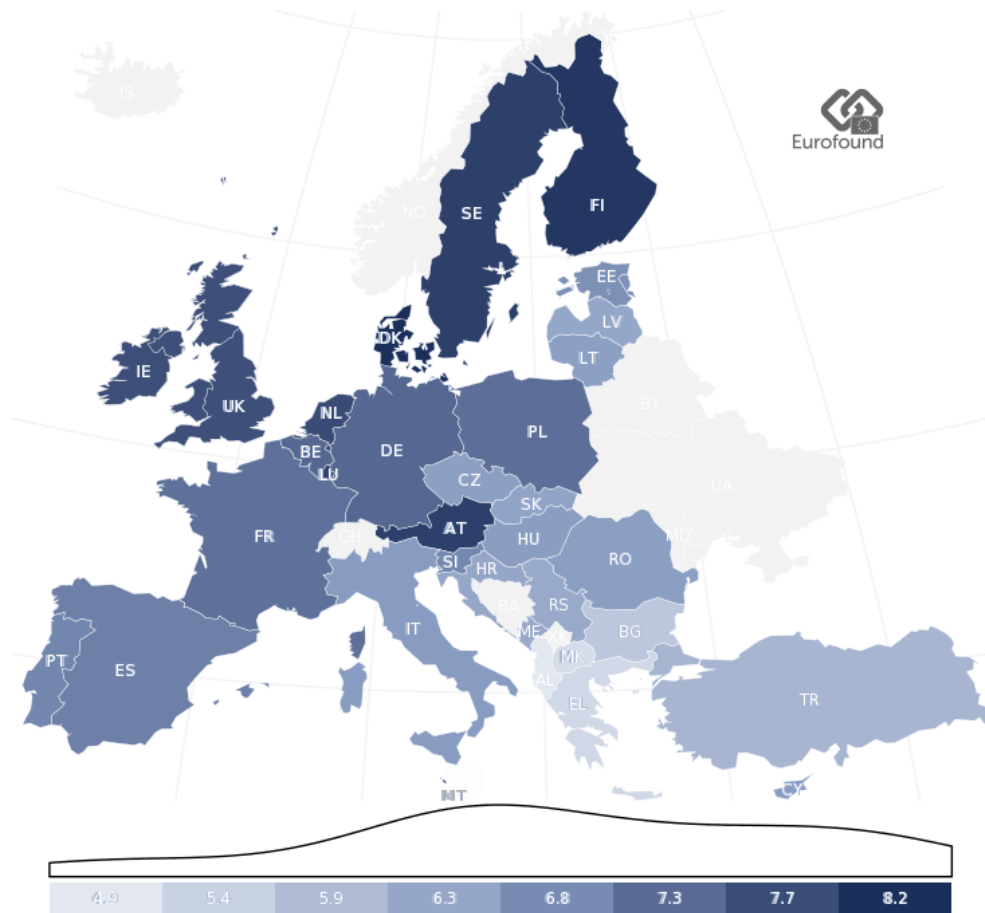 IS
Eurofound
NO
SE
FI
EE
LV
LT
DK
IE
UK
NL
BY
BE
DE
PL
LU
CZ
UA
SK
FR
CH
AT
HU
MD
SI
HR
RO
BA
RS
IT
ME
XK
BG
PT
ES
MK
AL
EL
TR
CY
MT
4.9 5.4 5.9 6.3 6.8 7.3 7.7 8.2